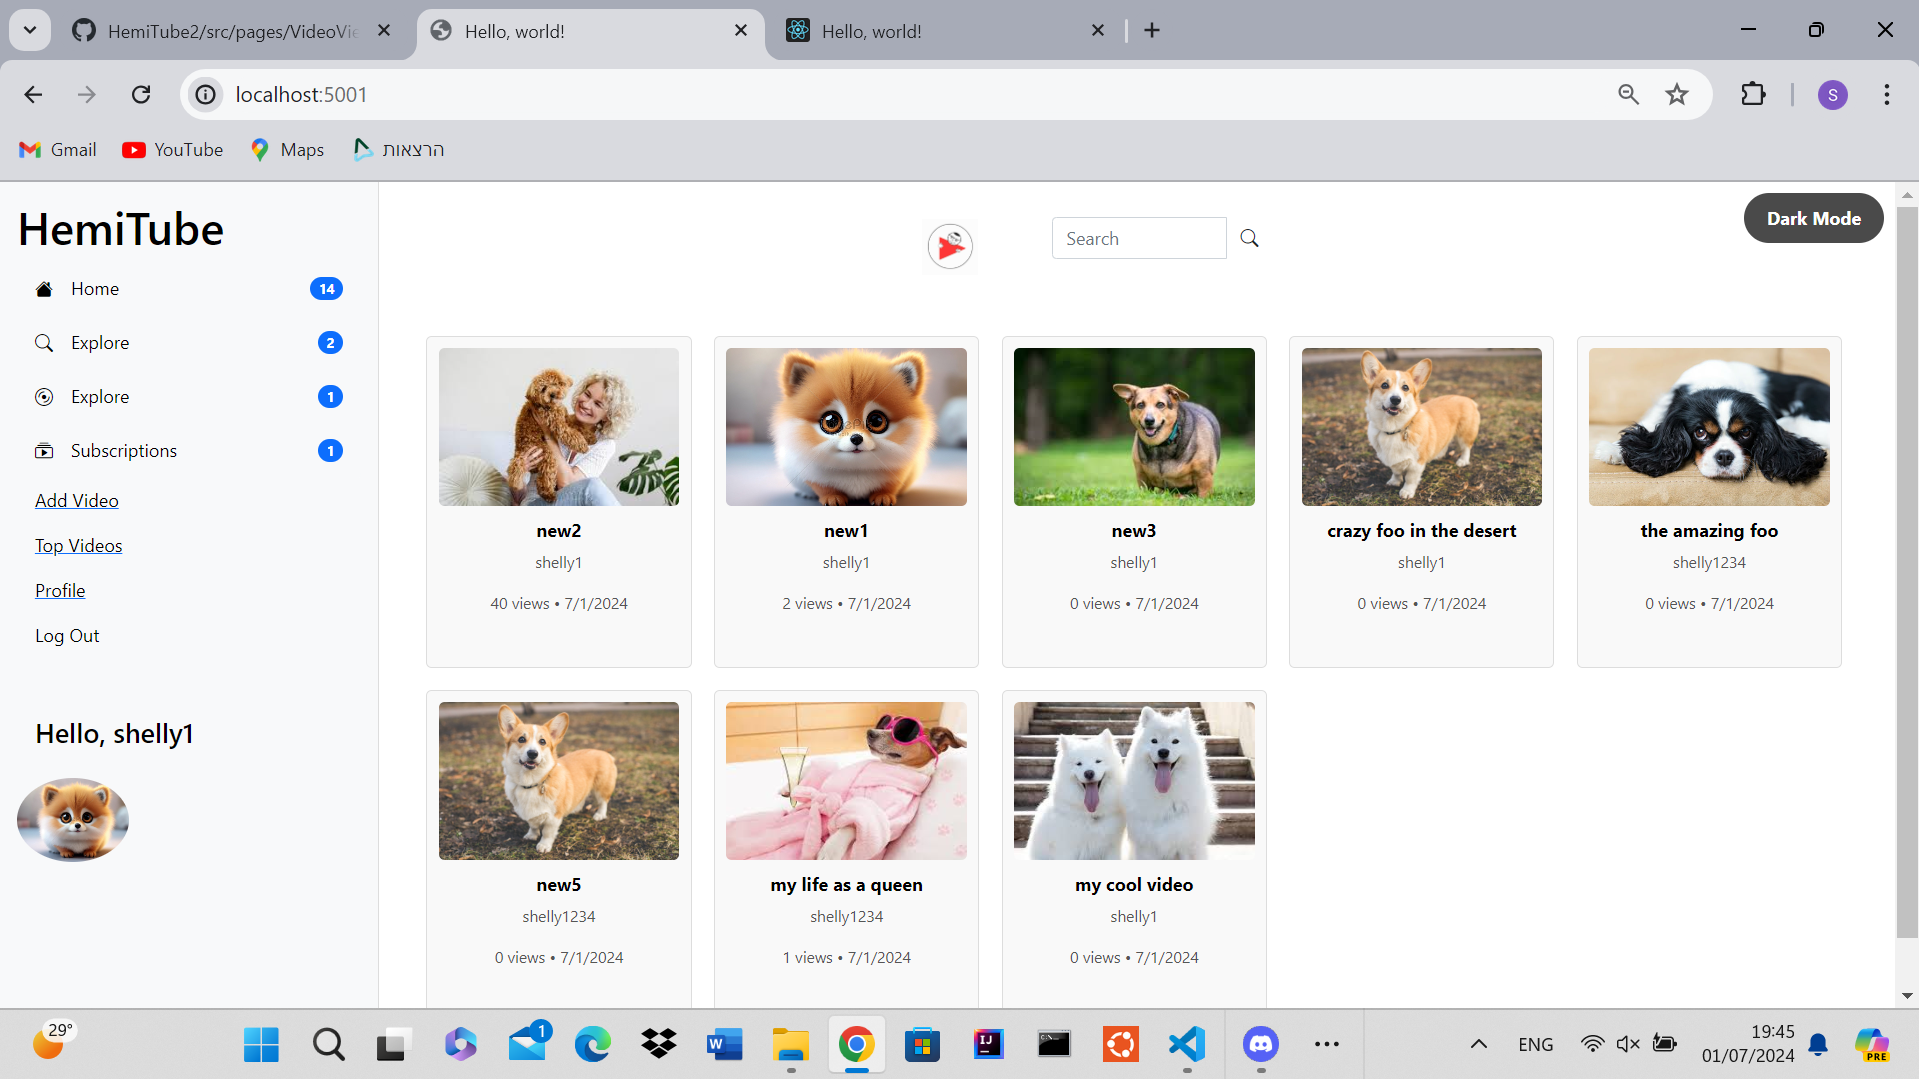 HemiTube2/src/pages/VideoVie
Hello, world!
Hello, world!
localhost:5001
S
Gmail
YouTube
Maps
הרצאות
HemiTube
Home 14
Explore 2
Explore 1
Subscriptions 1
Add Video
Top Videos
Profile
Log Out
Hello, shelly1
Search
Dark Mode
new2
shelly1
40 views • 7/1/2024
new1
shelly1
2 views • 7/1/2024
new3
shelly1
0 views • 7/1/2024
crazy foo in the desert
shelly1
0 views • 7/1/2024
the amazing foo
shelly1234
0 views • 7/1/2024
new5
shelly1234
0 views • 7/1/2024
my life as a queen
shelly1234
1 views • 7/1/2024
my cool video
shelly1
0 views • 7/1/2024
29°
1
W
IJ
C:\
ENG
19:45
01/07/2024
PRE